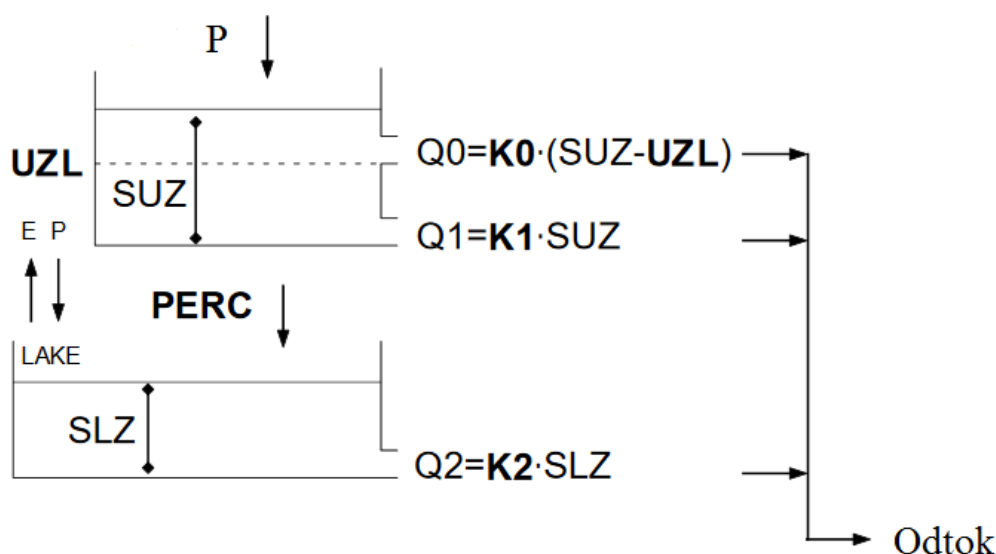 P
Q0=K0·(SUZ-UZL)
UZL
SUZ
E P
Q1=K1·SUZ
PERC
LAKE
SLZ
Q2=K2·SLZ
Odtok